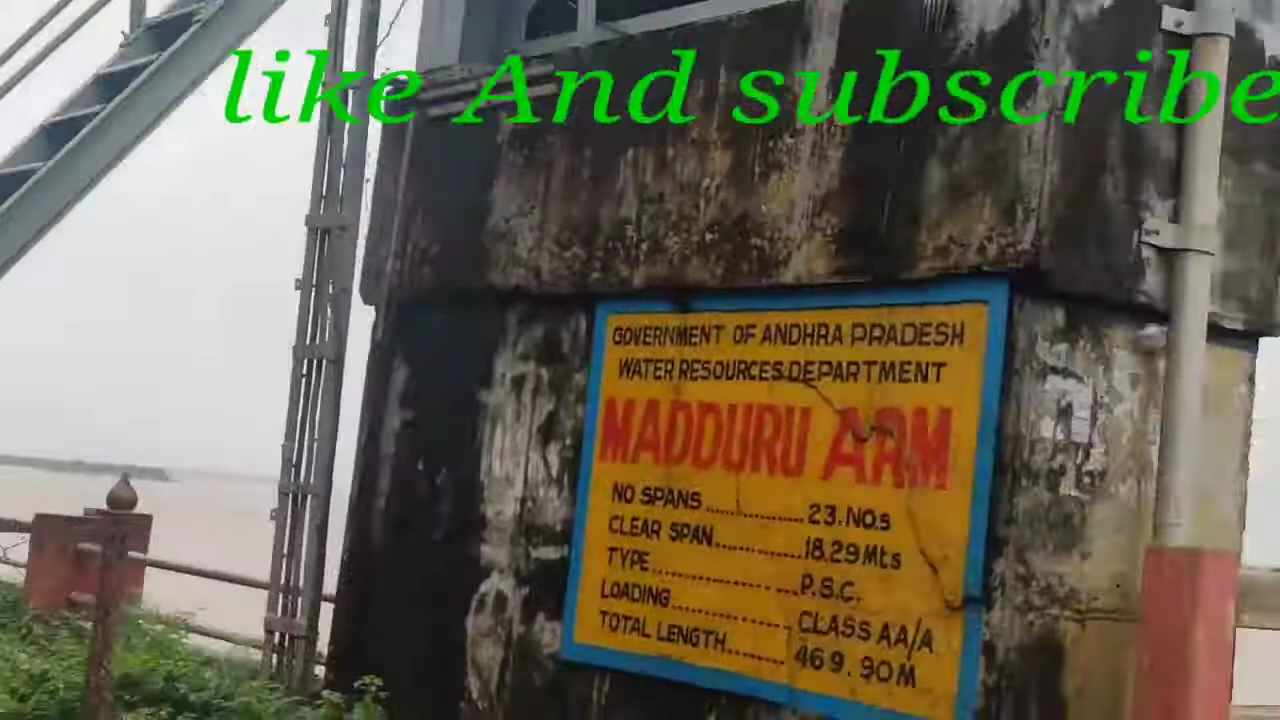 like And subscribe
GOVERNMENT OF ANDHRA PRADESH
WATER RESOURCES DEPARTMENT
MADDURU ARM
NO SPANS..............23.NO.s
CLEAR SPAN..............18.29Mts
TYPE....................P.S.C.
LOADING................CLASS AA/A
TOTAL LENGTH........469.90M